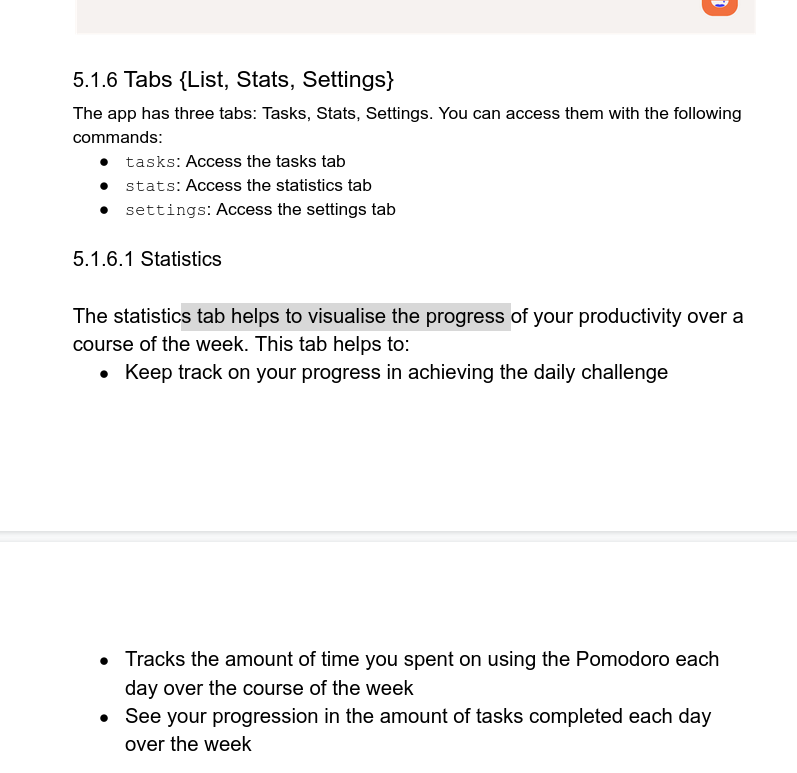 5.1.6 Tabs {List, Stats, Settings}
The app has three tabs: Tasks, Stats, Settings. You can access them with the following
commands:
● tasks: Access the tasks tab
● stats: Access the statistics tab
● settings: Access the settings tab
5.1.6.1 Statistics
The statistics tab helps to visualise the progress of your productivity over a
course of the week. This tab helps to:
● Keep track on your progress in achieving the daily challenge
● Tracks the amount of time you spent on using the Pomodoro each
day over the course of the week
● See your progression in the amount of tasks completed each day
over the week